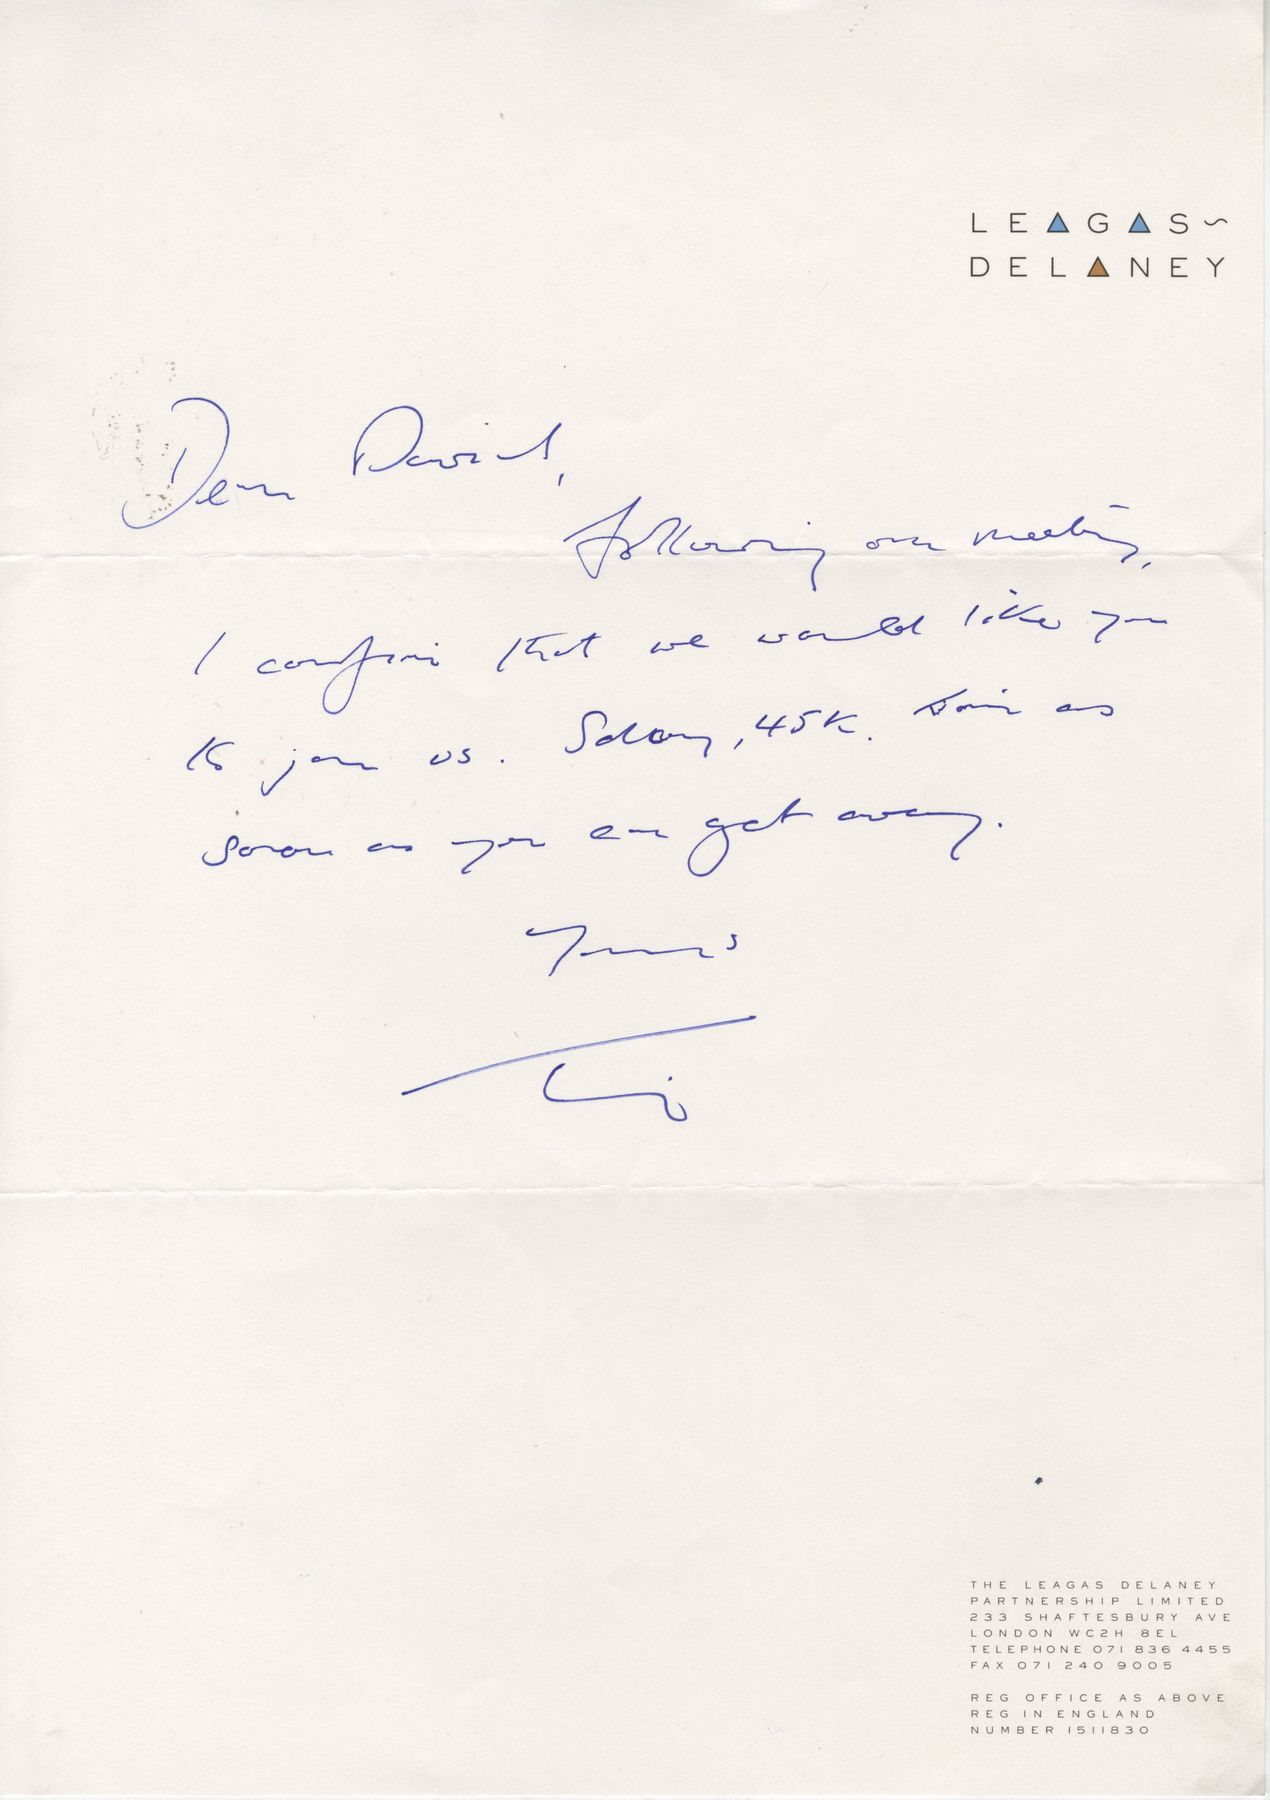 LEAGAS~
DELANEY
Dear David,
following our meeting,
I confirm that we would like you
to join us. Salary, 45K. Join as
soon as you can get away.
Yours
Tim
THE LEAGAS DELANEY
PARTNERSHIP LIMITED
233 SHAFTESBURY AVE
LONDON WC2H 8EL
TELEPHONE 071 836 4455
FAX 071 240 9005
REG OFFICE AS ABOVE
REG IN ENGLAND
NUMBER 1511830